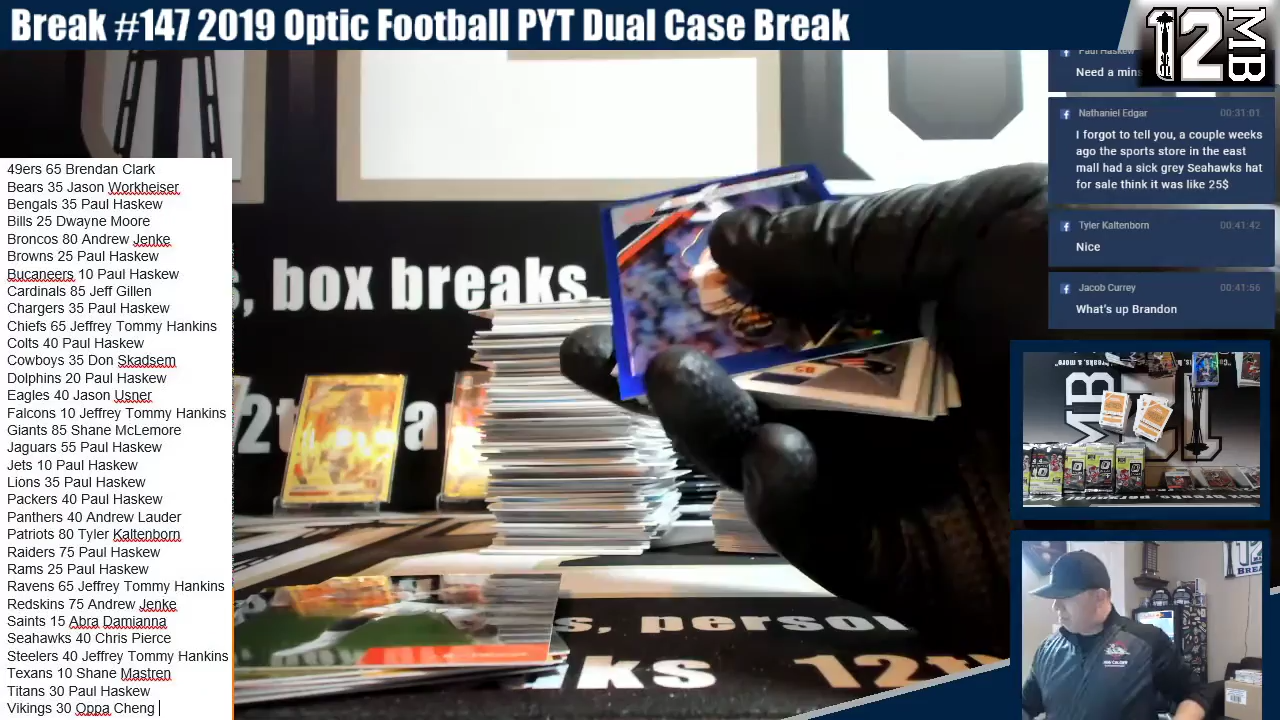 Break #147 2019 Optic Football PYT Dual Case Break
12
MB
49ers 65 Brendan Clark
Bears 35 Jason Workheiser
Bengals 35 Paul Haskew
Bills 25 Dwayne Moore
Broncos 80 Andrew Jenke
Browns 25 Paul Haskew
Bucaneers 10 Paul Haskew
Cardinals 85 Jeff Gillen
Chargers 35 Paul Haskew
Chiefs 65 Jeffrey Tommy Hankins
Colts 40 Paul Haskew
Cowboys 35 Don Skadsem
Dolphins 20 Paul Haskew
Eagles 40 Jason Usner
Falcons 10 Jeffrey Tommy Hankins
Giants 85 Shane McLemore
Jaguars 55 Paul Haskew
Jets 10 Paul Haskew
Lions 35 Paul Haskew
Packers 40 Paul Haskew
Panthers 40 Andrew Lauder
Patriots 80 Tyler Kaltenborn
Raiders 75 Paul Haskew
Rams 25 Paul Haskew
Ravens 65 Jeffrey Tommy Hankins
Redskins 75 Andrew Jenke
Saints 15 Abra Damianna
Seahawks 40 Chris Pierce
Steelers 40 Jeffrey Tommy Hankins
Texans 10 Shane Mastren
Titans 30 Paul Haskew
Vikings 30 Oppa Cheng
s, box breaks,
s, person
ks 12th
Paul Haskew
Need a mins
Nathaniel Edgar 00:31:01
I forgot to tell you, a couple weeks
ago the sports store in the east
mall had a sick grey Seahawks hat
for sale think it was like 25$
Tyler Kaltenborn 00:41:42
Nice
Jacob Currey 00:41:56
What's up Brandon
MB